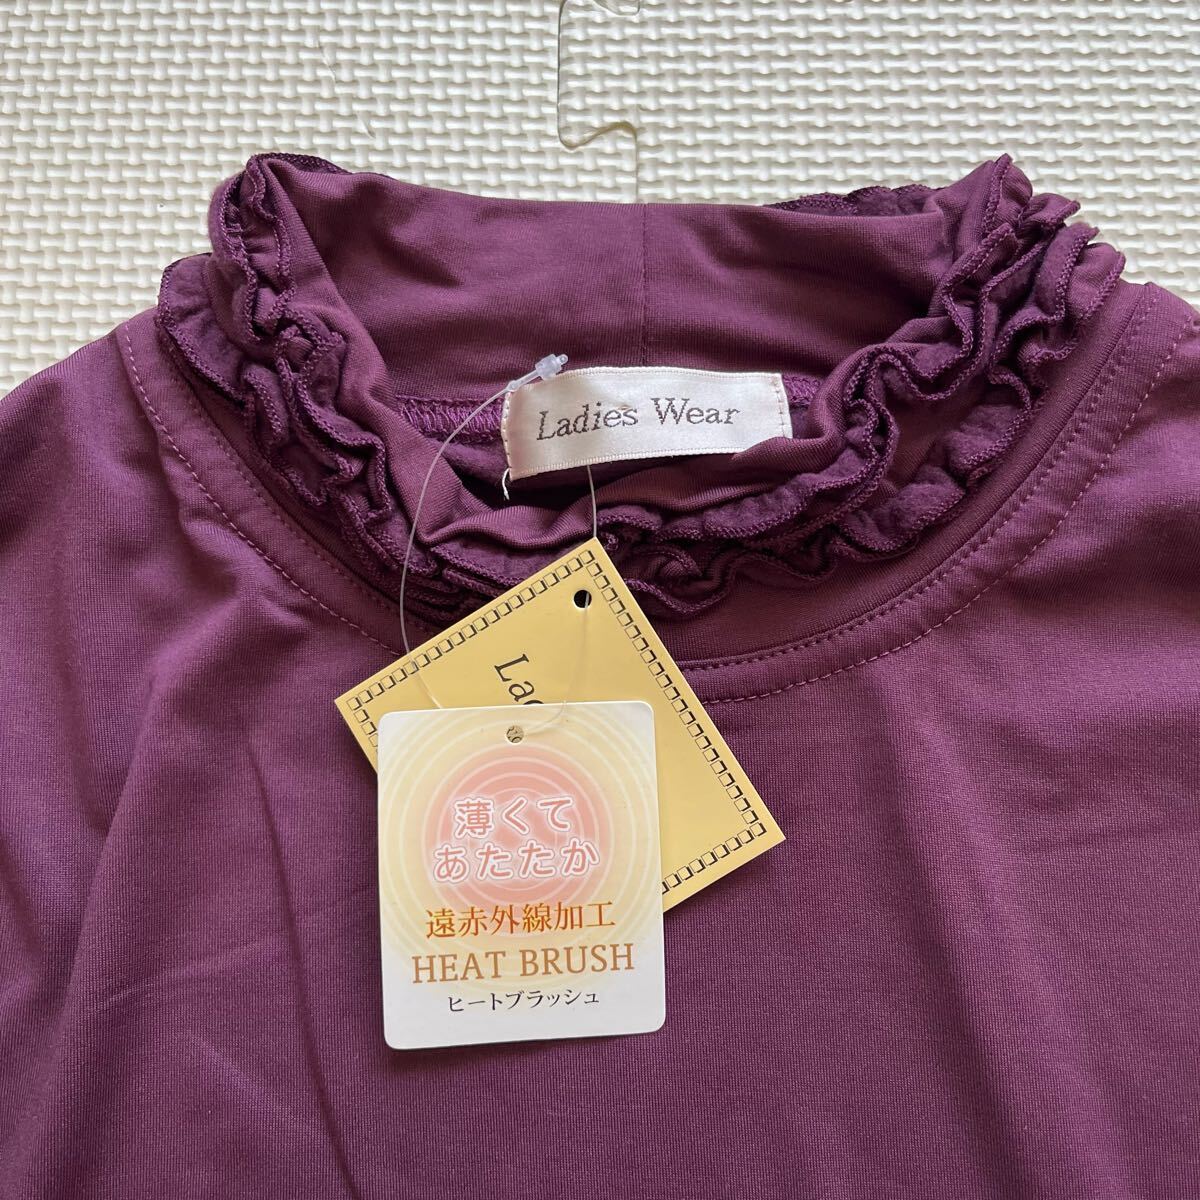 Ladies Wear
薄くて
あたたか
遠赤外線加工
HEAT BRUSH
ヒートブラッシュ